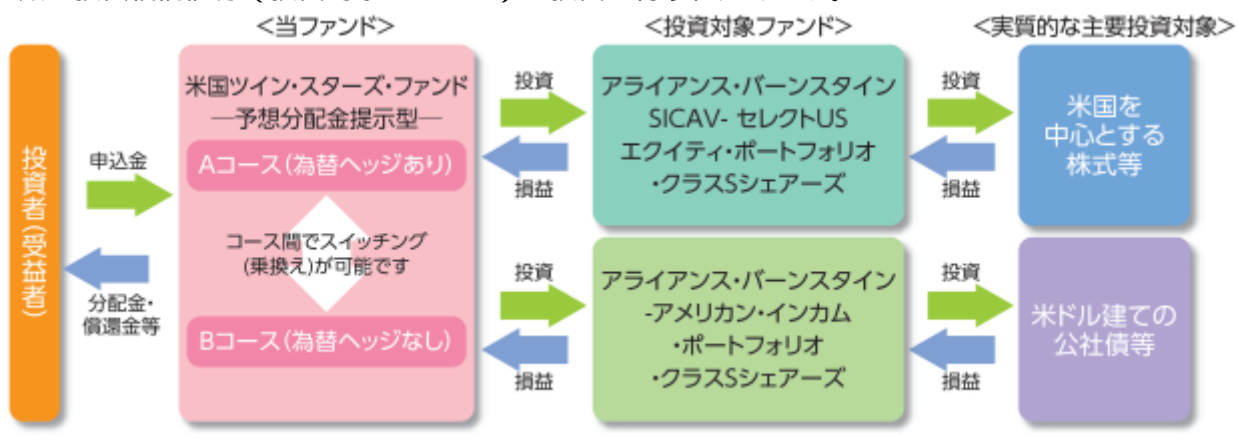 <当ファンド>
<投資対象ファンド>
<実質的な主要投資対象>
投資者(受益者)
申込金
分配金・
償還金等
米国ツイン・スターズ・ファンド
―予想分配金提示型―
Aコース(為替ヘッジあり)
コース間でスイッチング
(乗換え)が可能です
Bコース(為替ヘッジなし)
投資
損益
投資
損益
アライアンス・バーンスタイン
SICAV- セレクトUS
エクイティ・ポートフォリオ
・クラスSシェアーズ
アライアンス・バーンスタイン
-アメリカン・インカム
・ポートフォリオ
・クラスSシェアーズ
投資
損益
投資
損益
米国を
中心とする
株式等
米ドル建ての
公社債等